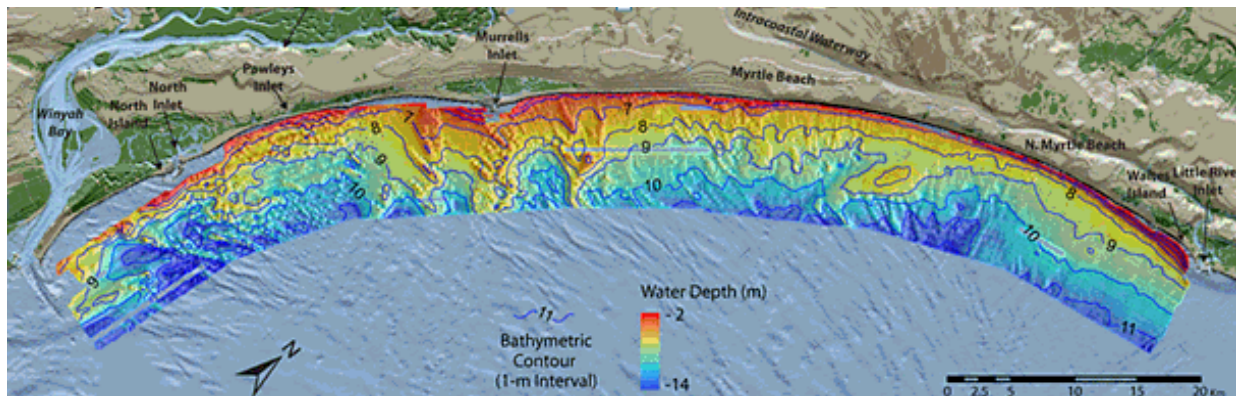 Intracoastal Waterway
Murrells
Inlet
Pawleys
Inlet
Myrtle Beach
North
Inlet
North
Island
Winyah
Bay
7
7
8
8
9
9
10
10
N. Myrtle Beach
Waites
Island
Little River
Inlet
8
9
10
9
11
Water Depth (m)
- 2
-14
11
Bathymetric
Contour
(1-m Interval)
N
0 2.5 5 10 15 20 Km